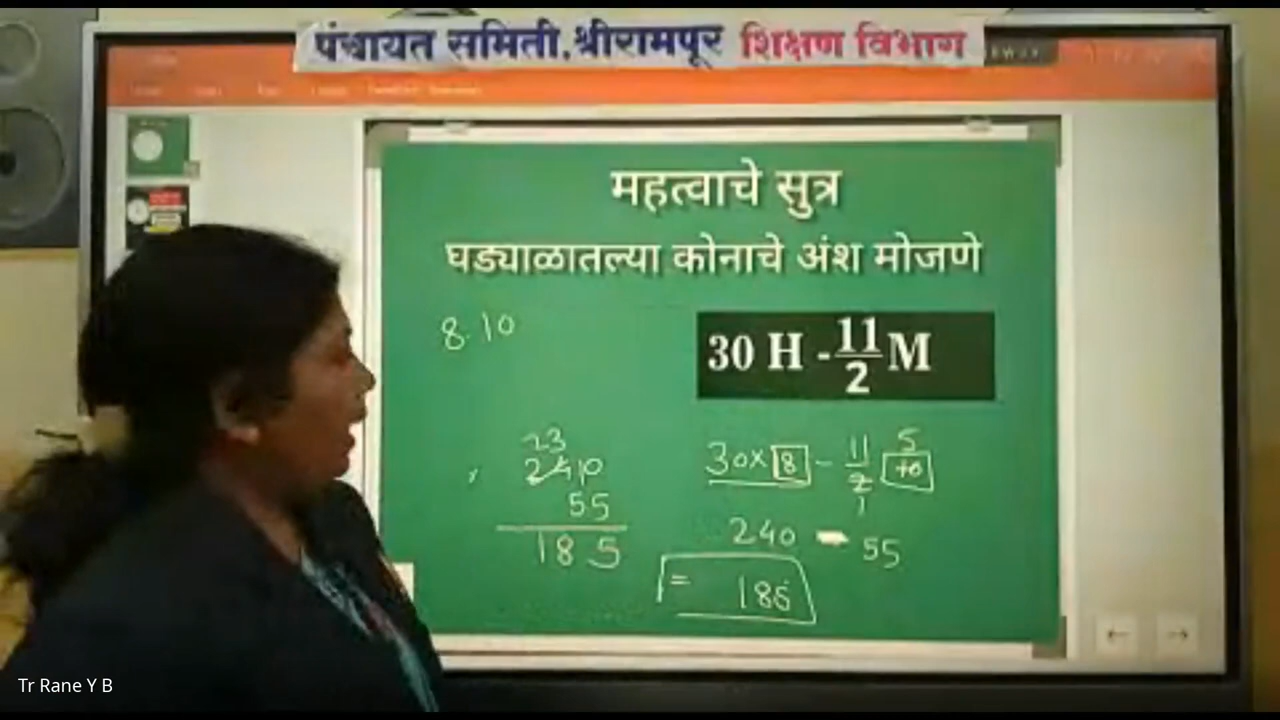 पंचायत समिती.श्रीरामपूर शिक्षण विभाग
महत्वाचे सुत्र
घड्याळातल्या कोनाचे अंश मोजणे
8.10
30 H - 11/2 M
23
240
55
185
30x 8 - 11/2 10
5
1
240 - 55
= 185
Tr Rane Y B